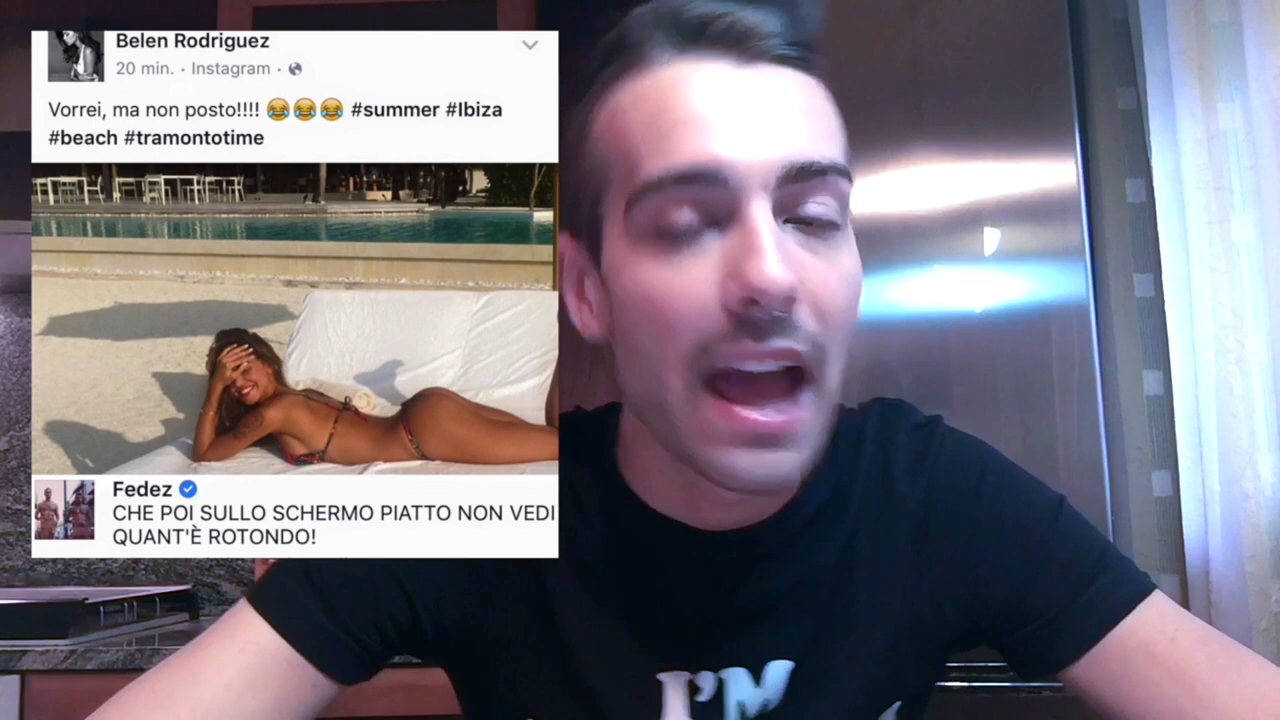 Belen Rodriguez
20 min. · Instagram ·
Vorrei, ma non posto!!!! 😂😂😂 #summer #Ibiza
#beach #tramontotime
Fedez
CHE POI SULLO SCHERMO PIATTO NON VEDI
QUANT'È ROTONDO!
I'M